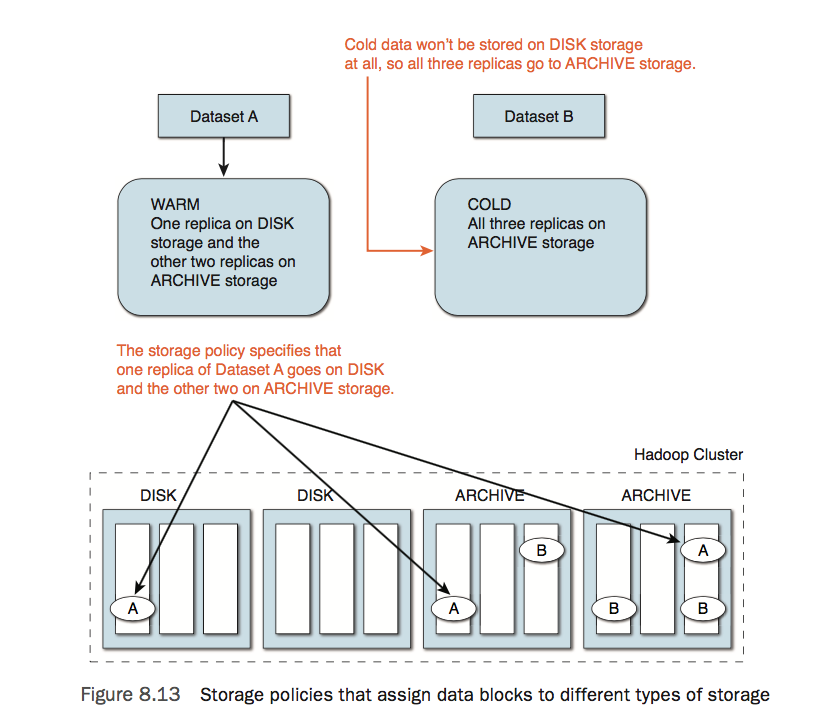 Cold data won't be stored on DISK storage
at all, so all three replicas go to ARCHIVE storage.
Dataset A
Dataset B
WARM
One replica on DISK
storage and the
other two replicas on
ARCHIVE storage
COLD
All three replicas on
ARCHIVE storage
The storage policy specifies that
one replica of Dataset A goes on DISK
and the other two on ARCHIVE storage.
Hadoop Cluster
DISK
DISK
ARCHIVE
ARCHIVE
B
A
A
A
B
B
Figure 8.13 Storage policies that assign data blocks to different types of storage